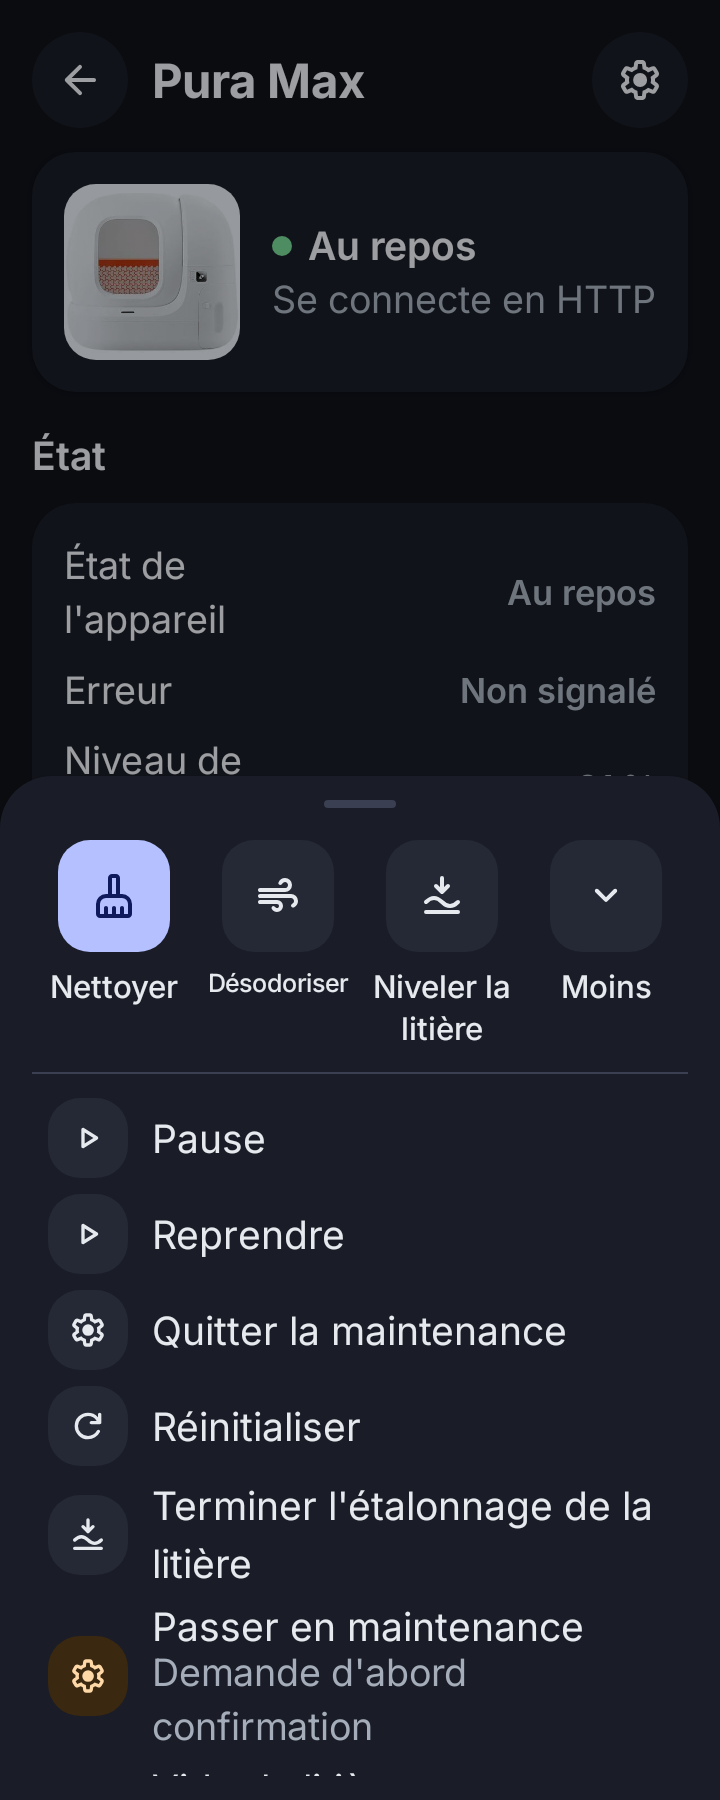 Pura Max
Au repos
Se connecte en HTTP
État
État de
l'appareil
Au repos
Erreur
Non signalé
Niveau de
Nettoyer
Désodoriser
Niveler la
litière
Moins
Pause
Reprendre
Quitter la maintenance
Réinitialiser
Terminer l'étalonnage de la
litière
Passer en maintenance
Demande d'abord
confirmation